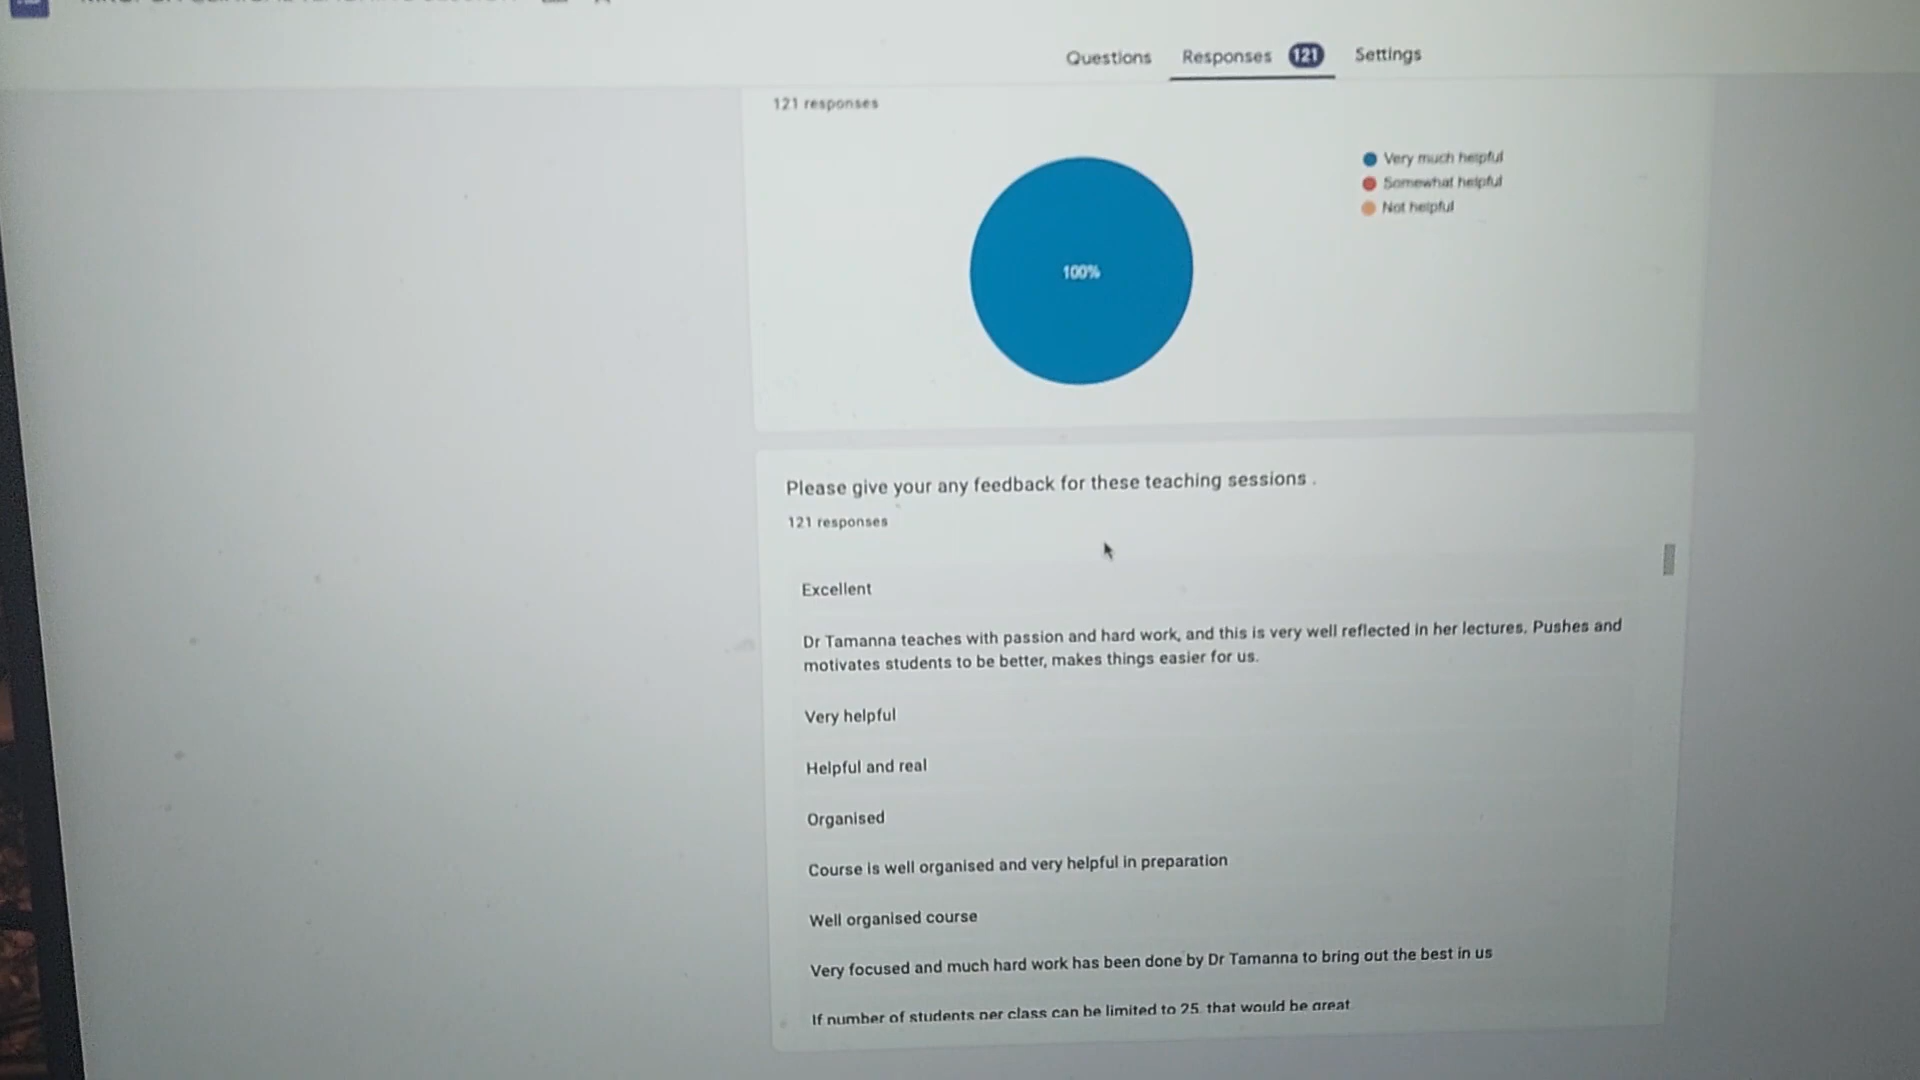 Questions Responses 121 Settings
121 responses
Very much helpful
Somewhat helpful
Not helpful
100%
Please give your any feedback for these teaching sessions .
121 responses
Excellent
Dr Tamanna teaches with passion and hard work, and this is very well reflected in her lectures. Pushes and
motivates students to be better, makes things easier for us.
Very helpful
Helpful and real
Organised
Course is well organised and very helpful in preparation
Well organised course
Very focused and much hard work has been done by Dr Tamanna to bring out the best in us
If number of students per class can be limited to 25, that would be great